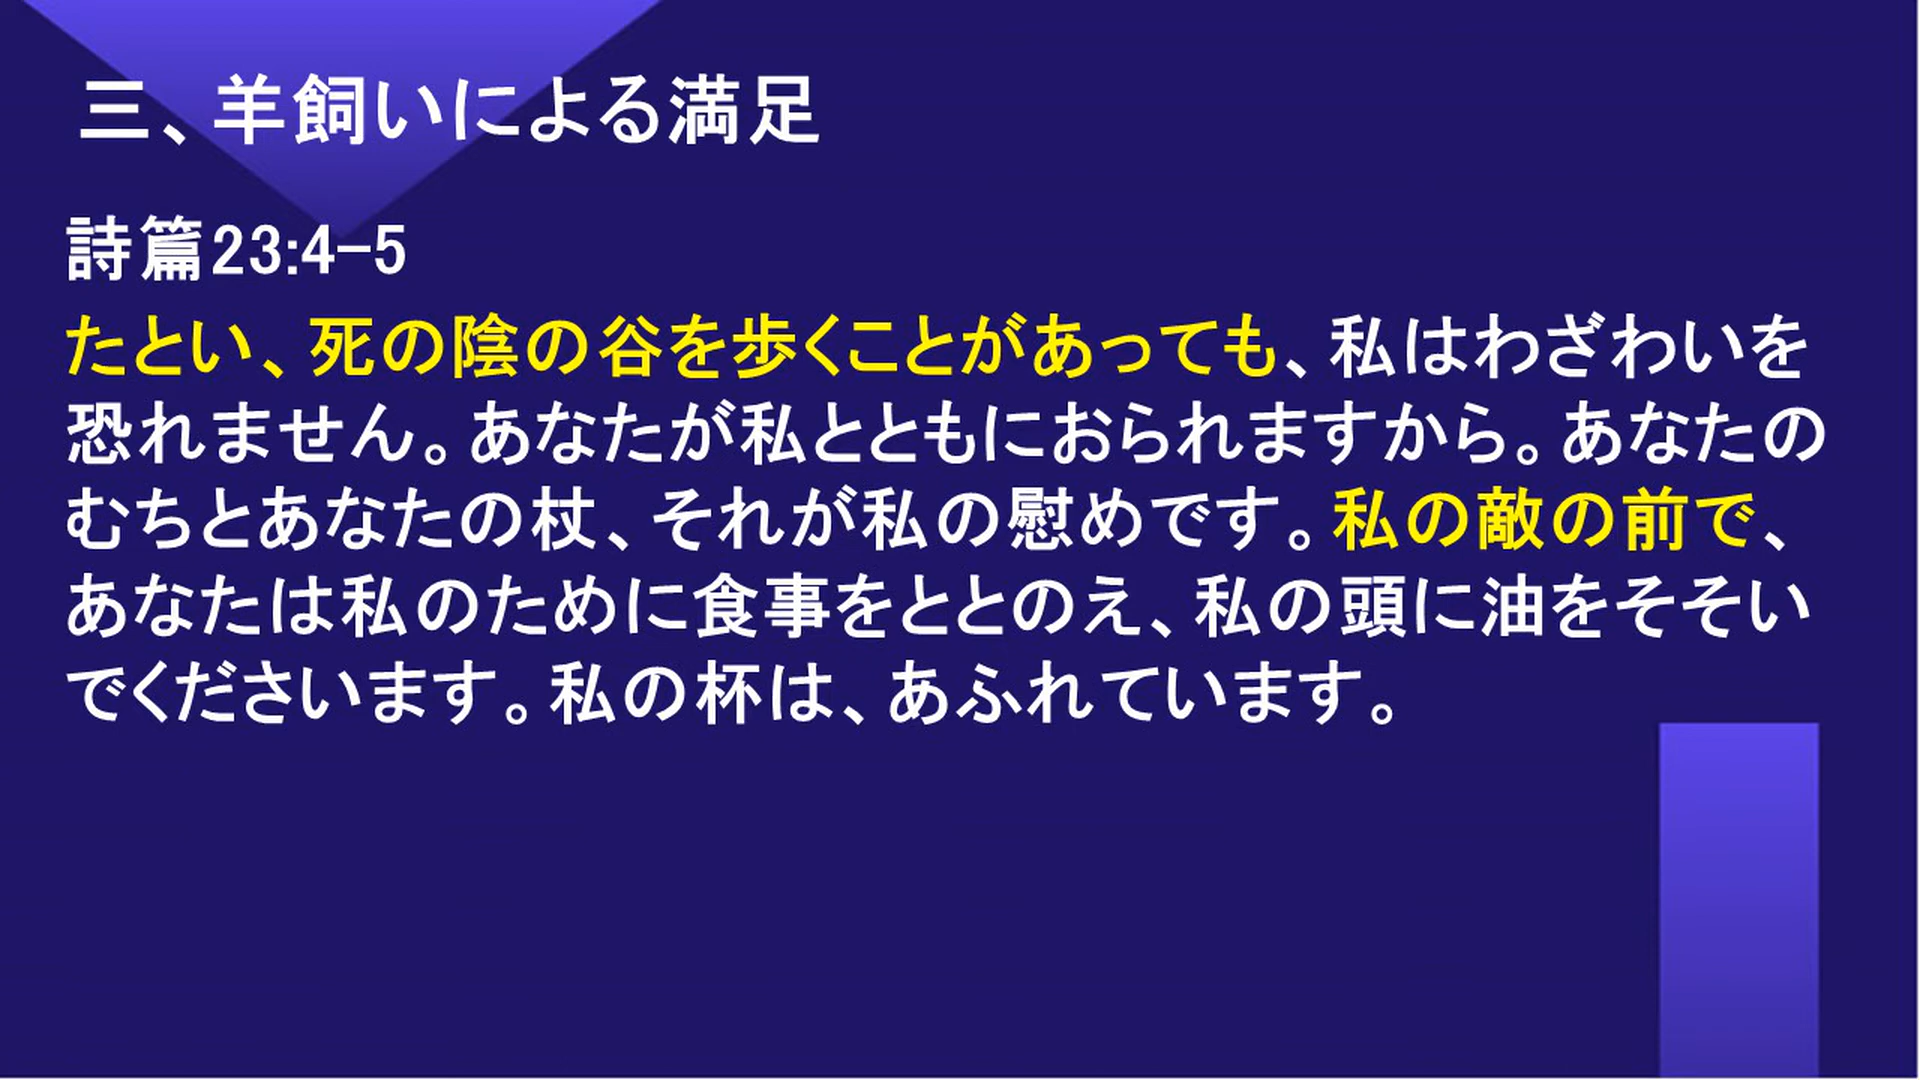 三、羊飼いによる満足
詩篇23:4-5
たとい、死の陰の谷を歩くことがあっても、私はわざわいを
恐れません。あなたが私とともにおられますから。あなたの
むちとあなたの杖、それが私の慰めです。私の敵の前で、
あなたは私のために食事をととのえ、私の頭に油をそそい
でくださいます。私の杯は、あふれています。